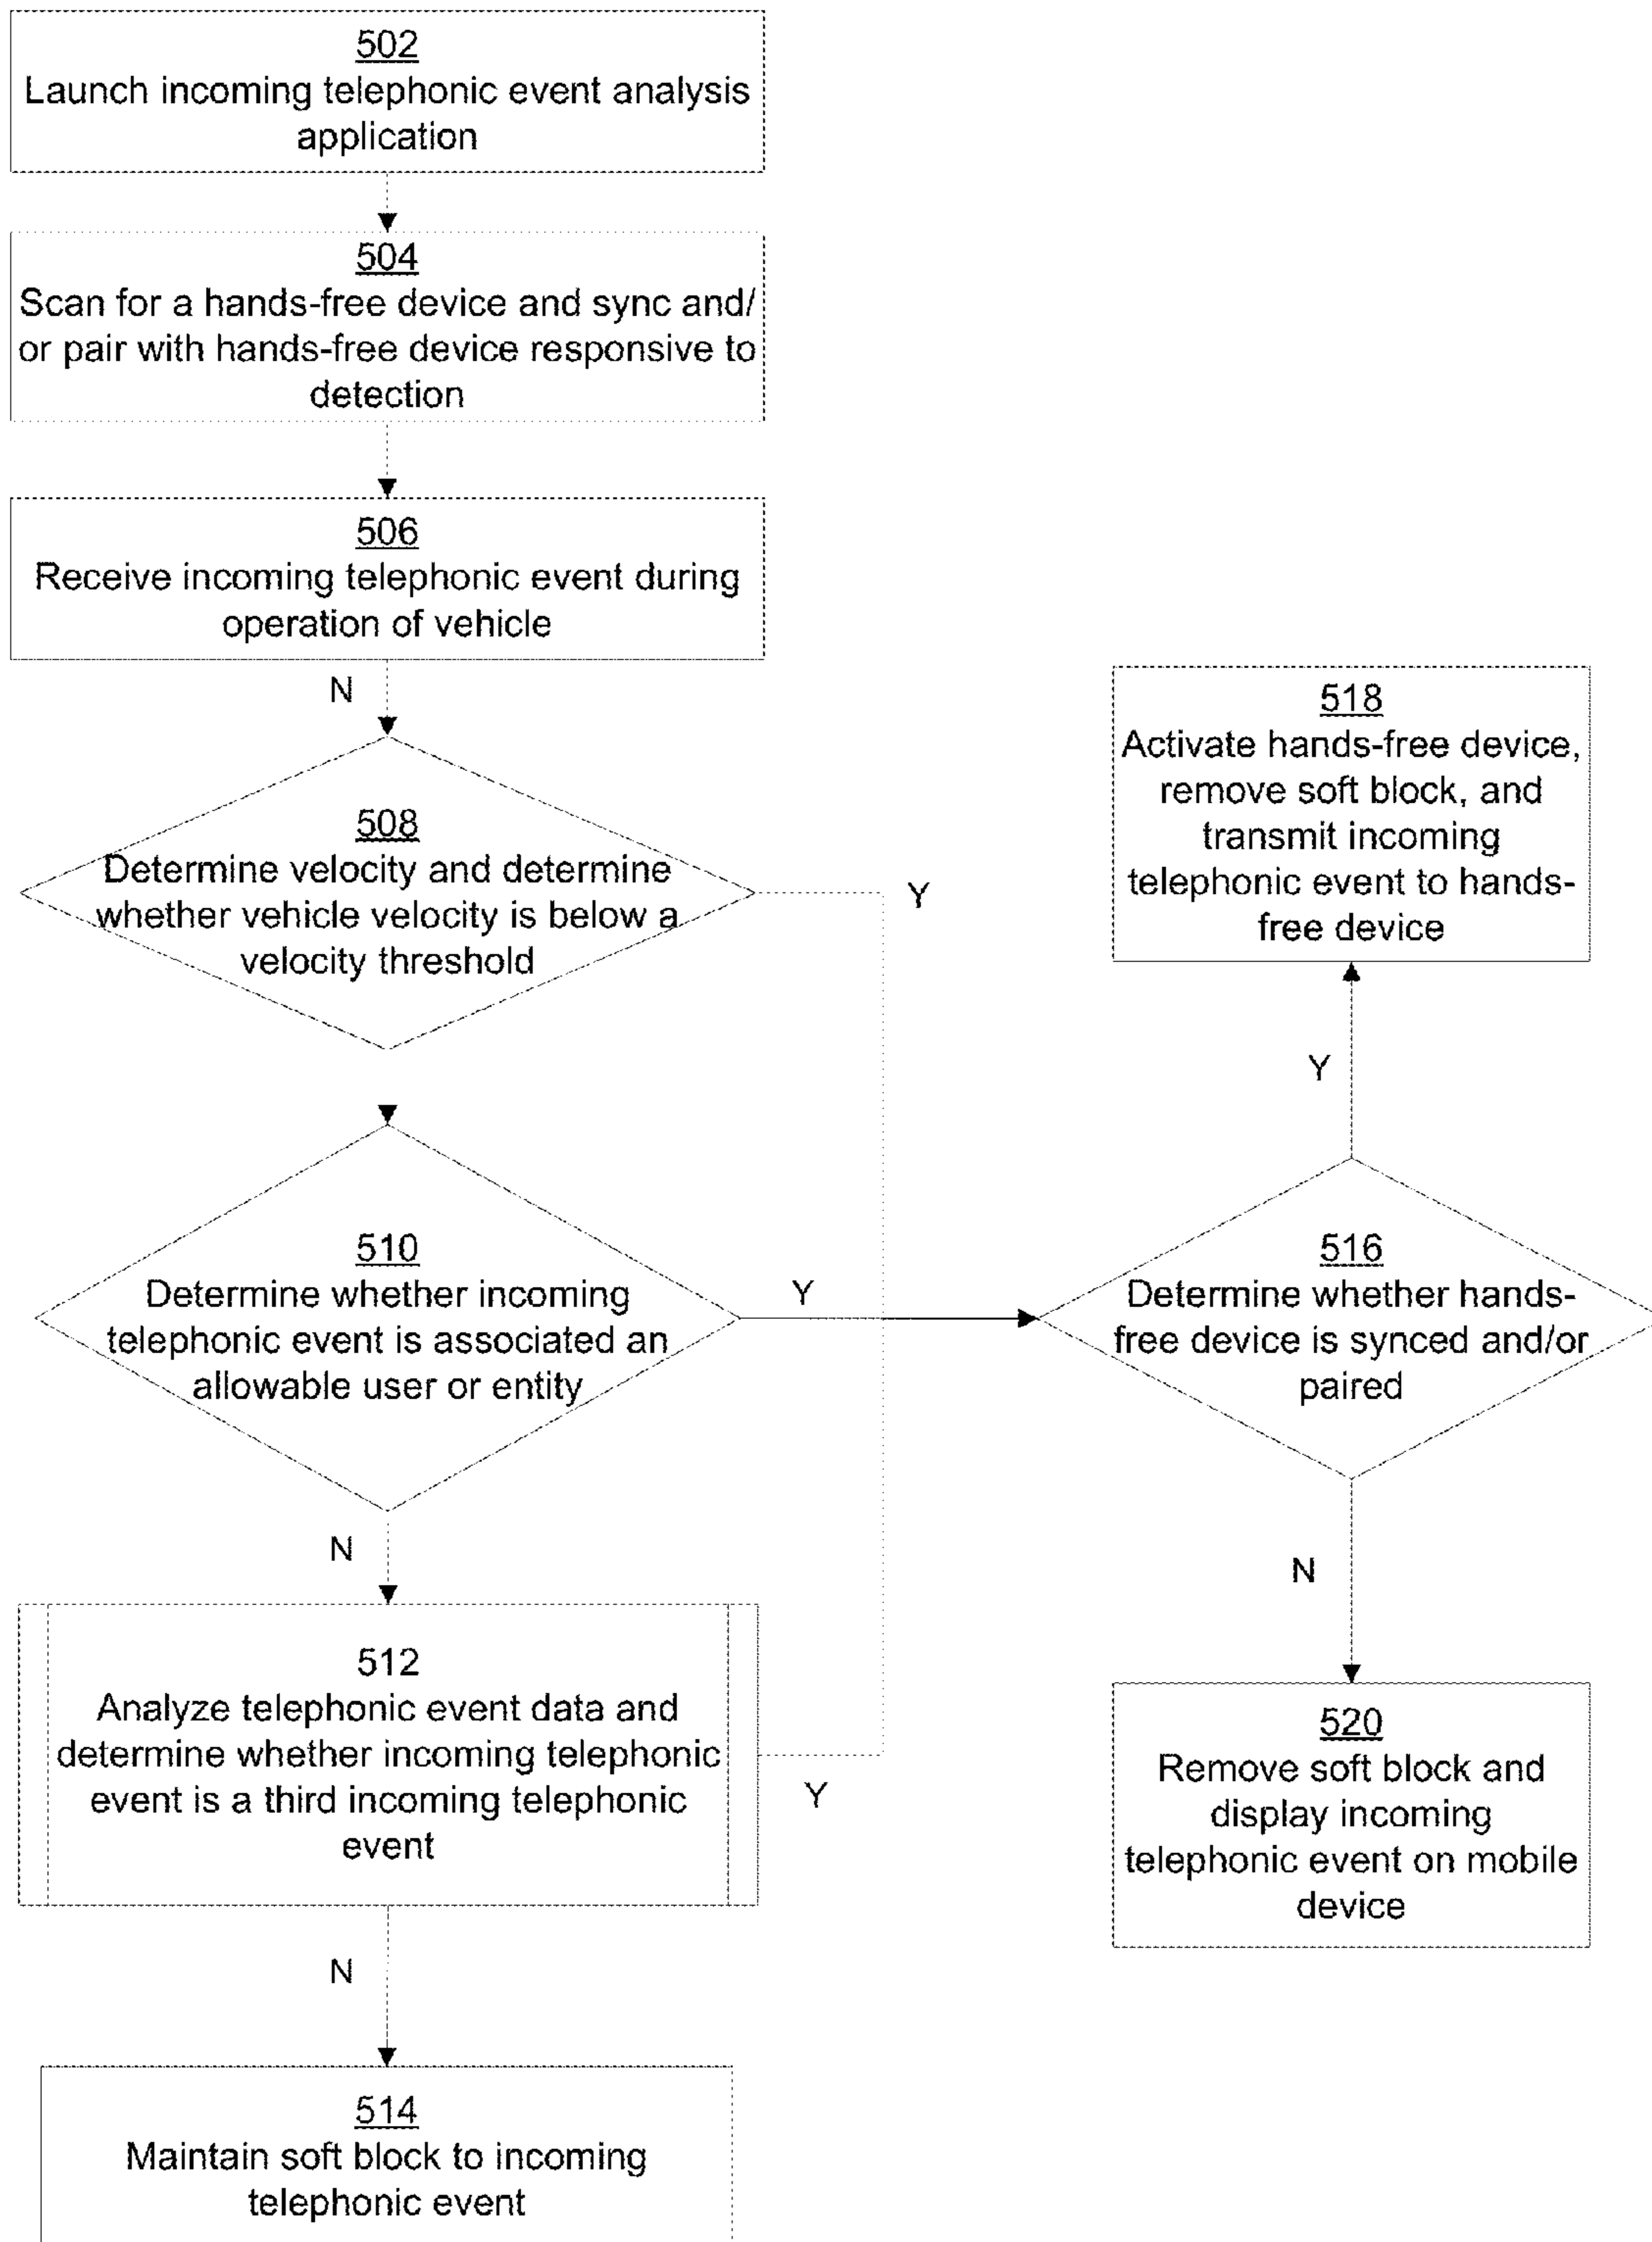 502
Launch incoming telephonic event analysis
application
504
Scan for a hands-free device and sync and/
or pair with hands-free device responsive to
detection
506
Receive incoming telephonic event during
operation of vehicle
N
508
Determine velocity and determine
whether vehicle velocity is below a
velocity threshold
Y
510
Determine whether incoming
telephonic event is associated an
allowable user or entity
Y
N
512
Analyze telephonic event data and
determine whether incoming telephonic
event is a third incoming telephonic
event
Y
N
514
Maintain soft block to incoming
telephonic event
518
Activate hands-free device,
remove soft block, and
transmit incoming
telephonic event to hands-
free device
Y
516
Determine whether hands-
free device is synced and/or
paired
N
520
Remove soft block and
display incoming
telephonic event on mobile
device